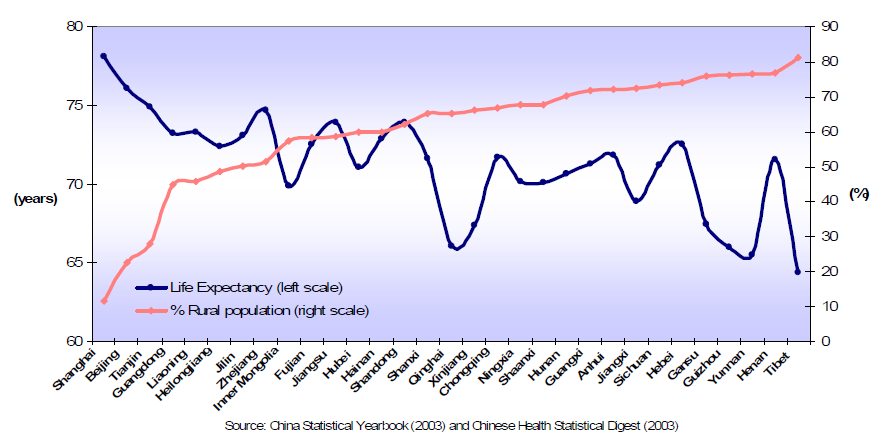 80
75
70
65
60
(years)
90
80
70
60
50
40
30
20
10
0
(%)
Life Expectancy (left scale)
% Rural population (right scale)
Shanghai
Beijing
Tianjin
Guangdong
Liaoning
Heilongjiang
Jilin
Zhejiang
Inner Mongolia
Fujian
Jiangsu
Hubei
Hainan
Shandong
Shanxi
Qinghai
Xinjiang
Chongqing
Ningxia
Shaanxi
Hunan
Guangxi
Anhui
Jiangxi
Sichuan
Hebei
Gansu
Guizhou
Yunnan
Henan
Tibet
Source: China Statistical Yearbook (2003) and Chinese Health Statistical Digest (2003)